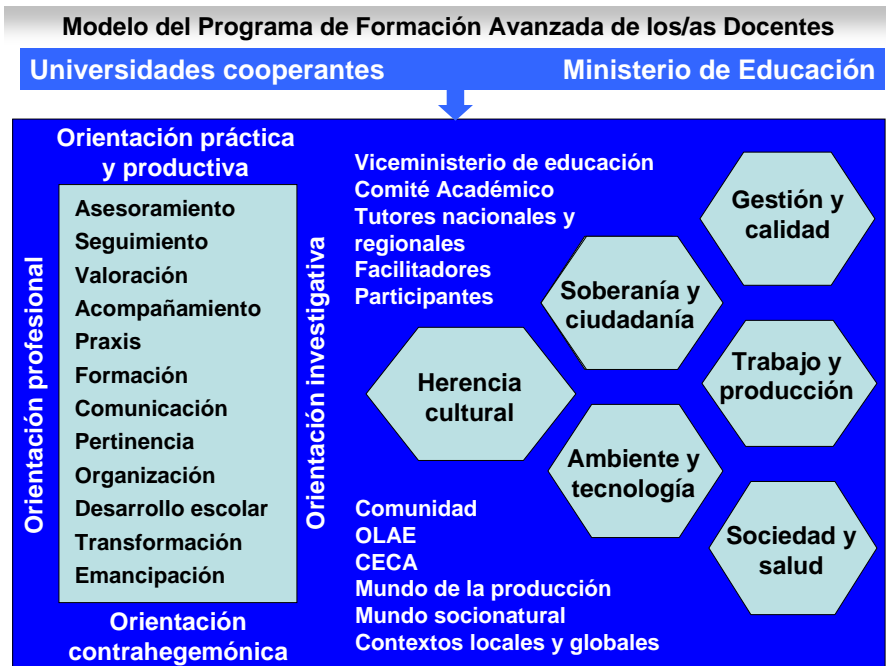 Modelo del Programa de Formación Avanzada de los/as Docentes
Universidades cooperantes
Ministerio de Educación
Orientación práctica
y productiva
Orientación profesional
Asesoramiento
Seguimiento
Valoración
Acompañamiento
Praxis
Formación
Comunicación
Pertinencia
Organización
Desarrollo escolar
Transformación
Emancipación
Orientación investigativa
Orientación
contrahegemónica
Viceministerio de educación
Comité Académico
Tutores nacionales y
regionales
Facilitadores
Participantes
Gestión y
calidad
Soberanía y
ciudadanía
Trabajo y
producción
Herencia
cultural
Ambiente y
tecnología
Sociedad y
salud
Comunidad
OLAE
CECA
Mundo de la producción
Mundo socionatural
Contextos locales y globales